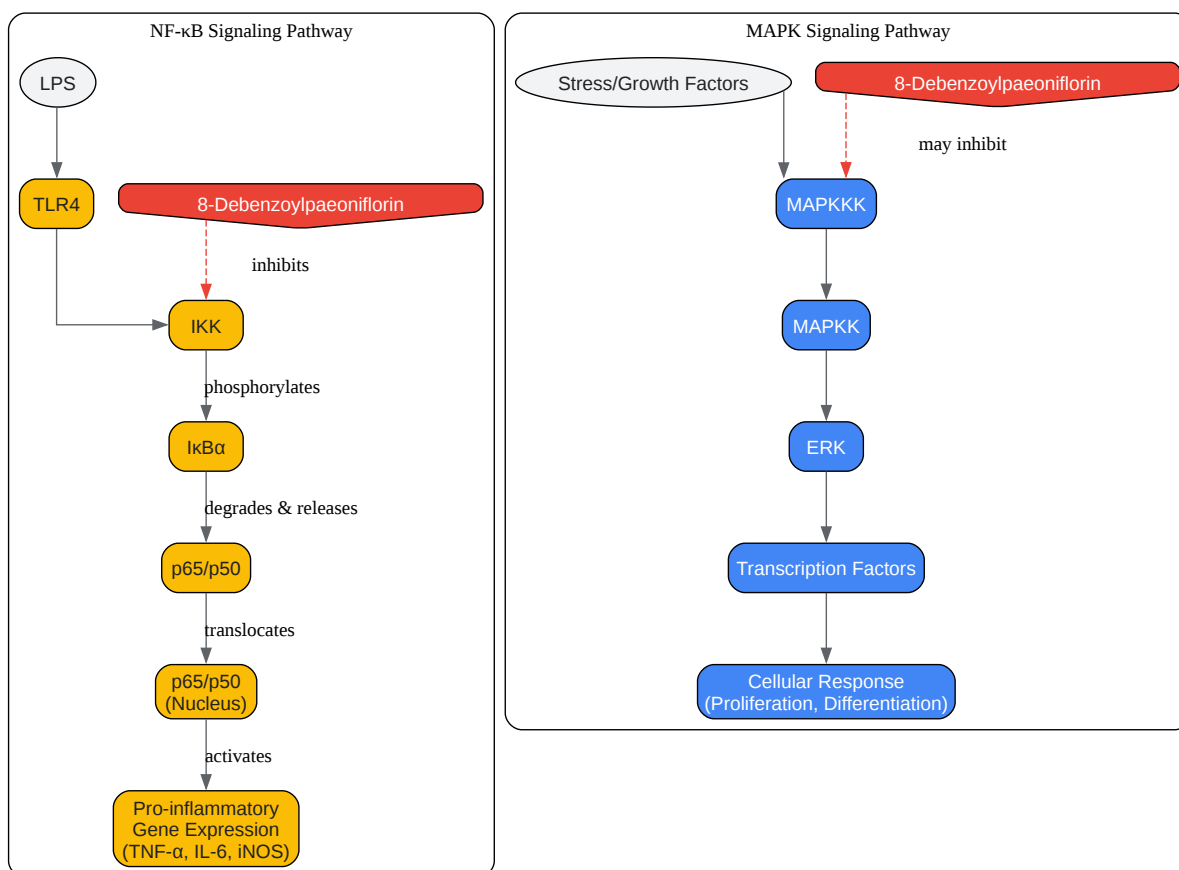 NF-κB Signaling Pathway
LPS
TLR4
8-Debenzoylpaeoniflorin
inhibits
IKK
phosphorylates
IκBα
degrades & releases
p65/p50
translocates
p65/p50
(Nucleus)
activates
Pro-inflammatory
Gene Expression
(TNF-α, IL-6, iNOS)
MAPK Signaling Pathway
Stress/Growth Factors
8-Debenzoylpaeoniflorin
may inhibit
MAPKKK
MAPKK
ERK
Transcription Factors
Cellular Response
(Proliferation, Differentiation)